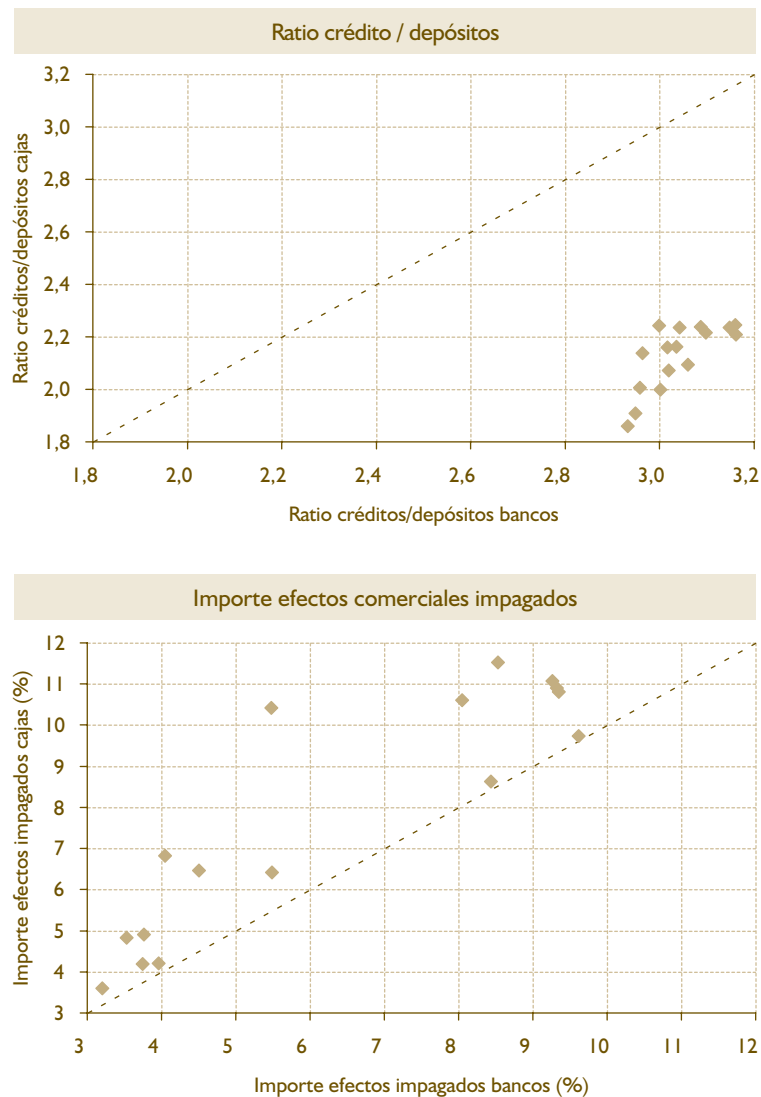 Ratio crédito / depósitos
Ratio créditos/depósitos cajas
3,2
3,0
2,8
2,6
2,4
2,2
2,0
1,8
1,8 2,0 2,2 2,4 2,6 2,8 3,0 3,2
Ratio créditos/depósitos bancos
Importe efectos comerciales impagados
Importe efectos impagados cajas (%)
12
11
10
9
8
7
6
5
4
3
3 4 5 6 7 8 9 10 11 12
Importe efectos impagados bancos (%)